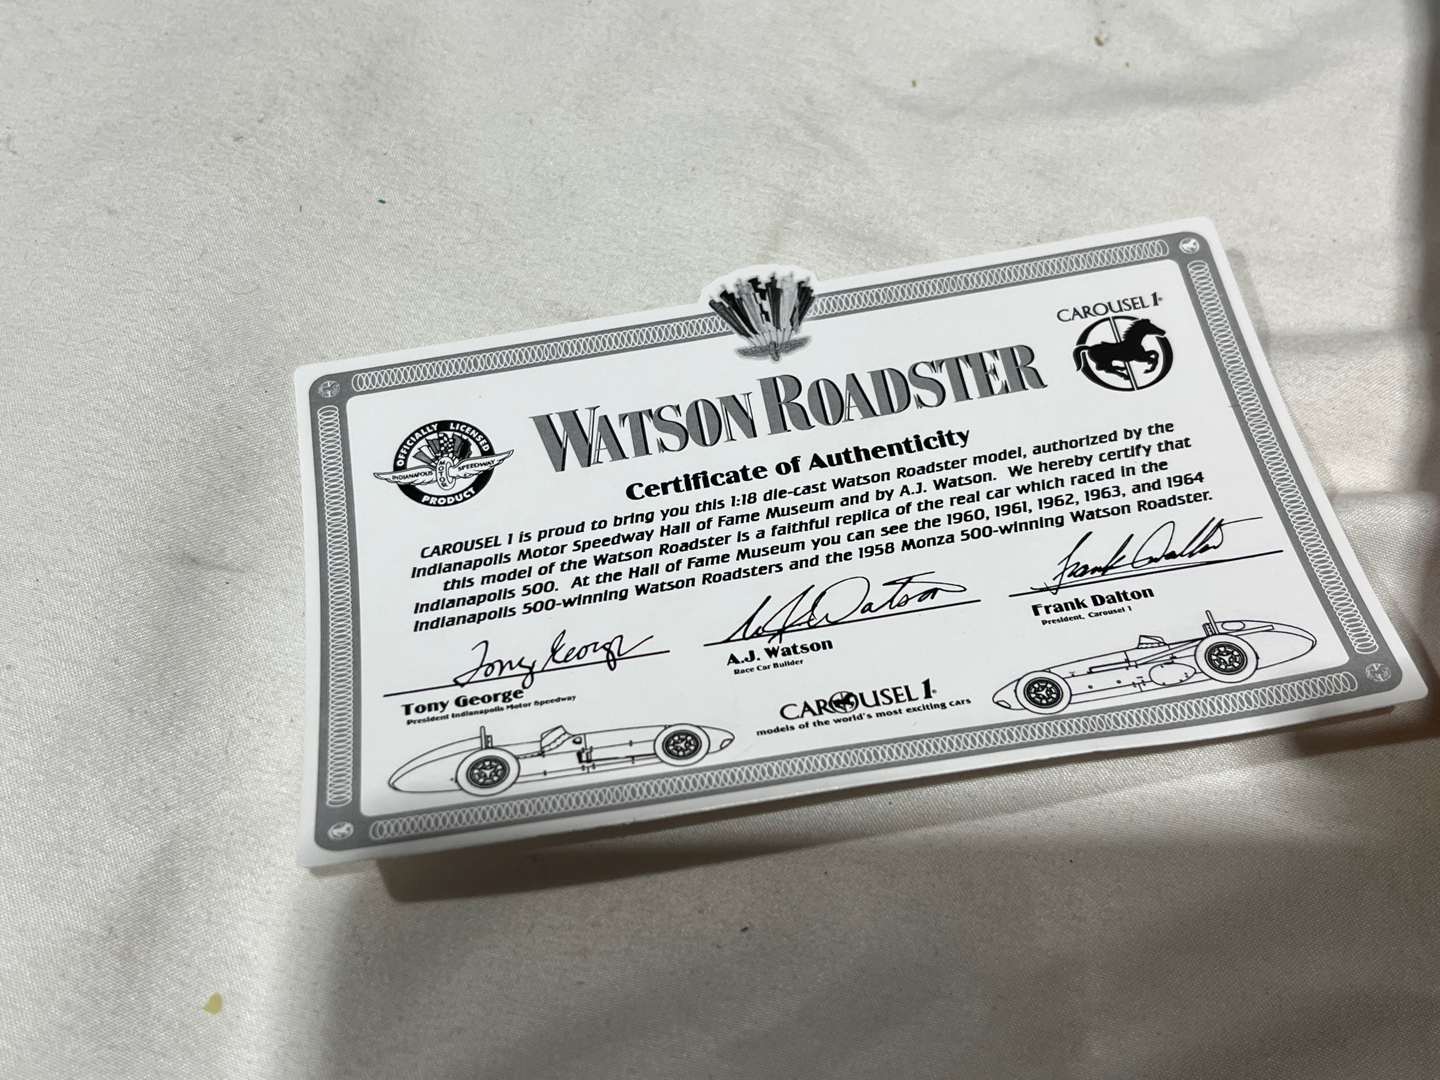 CAROUSEL 1®
WATSON ROADSTER
OFFICIALLY LICENSED
INDIANAPOLIS MOTOR SPEEDWAY
PRODUCT
Certificate of Authenticity
CAROUSEL 1 is proud to bring you this 1:18 die-cast Watson Roadster model, authorized by the
Indianapolis Motor Speedway Hall of Fame Museum and by A.J. Watson. We hereby certify that
this model of the Watson Roadster is a faithful replica of the real car which raced in the
Indianapolis 500. At the Hall of Fame Museum you can see the 1960, 1961, 1962, 1963, and 1964
Indianapolis 500-winning Watson Roadsters and the 1958 Monza 500-winning Watson Roadster.
Tony George
A.J. Watson
Frank Dalton
Tony George
President Indianapolis Motor Speedway
A.J. Watson
Race Car Builder
Frank Dalton
President, Carousel 1
CAROUSEL 1®
models of the world's most exciting cars